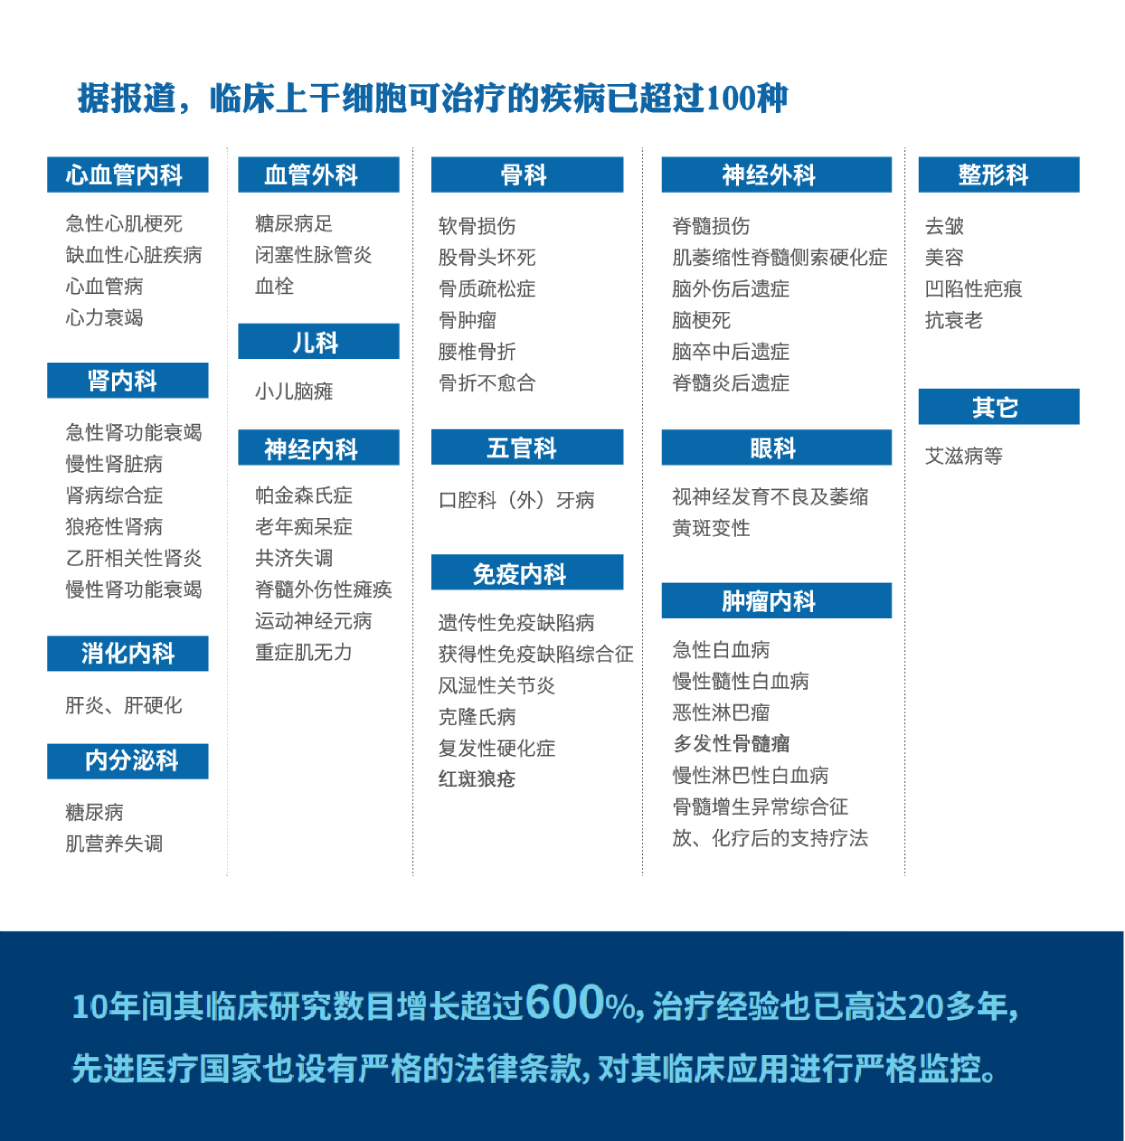 据报道，临床上干细胞可治疗的疾病已超过100种
心血管内科
急性心肌梗死
缺血性心脏疾病
心血管病
心力衰竭
肾内科
急性肾功能衰竭
慢性肾脏病
肾病综合症
狼疮性肾病
乙肝相关性肾炎
慢性肾功能衰竭
消化内科
肝炎、肝硬化
内分泌科
糖尿病
肌营养失调
血管外科
糖尿病足
闭塞性脉管炎
血栓
儿科
小儿脑瘫
神经内科
帕金森氏症
老年痴呆症
共济失调
脊髓外伤性瘫痪
运动神经元病
重症肌无力
骨科
软骨损伤
股骨头坏死
骨质疏松症
骨肿瘤
腰椎骨折
骨折不愈合
五官科
口腔科（外）牙病
免疫内科
遗传性免疫缺陷病
获得性免疫缺陷综合征
风湿性关节炎
克隆氏病
复发性硬化症
红斑狼疮
神经外科
脊髓损伤
肌萎缩性脊髓侧索硬化症
脑外伤后遗症
脑梗死
脑卒中后遗症
脊髓炎后遗症
眼科
视神经发育不良及萎缩
黄斑变性
肿瘤内科
急性白血病
慢性髓性白血病
恶性淋巴瘤
多发性骨髓瘤
慢性淋巴性白血病
骨髓增生异常综合征
放、化疗后的支持疗法
整形科
去皱
美容
凹陷性疤痕
抗衰老
其它
艾滋病等
10年间其临床研究数目增长超过600%, 治疗经验也已高达20多年,
先进医疗国家也设有严格的法律条款, 对其临床应用进行严格监控。